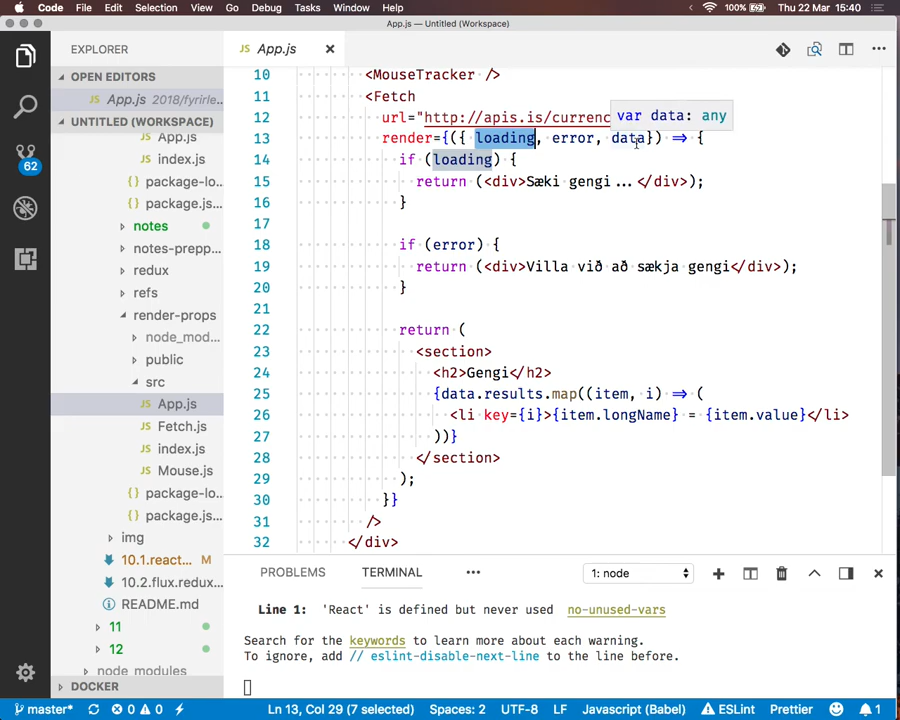 Code File Edit Selection View Go Debug Tasks Window Help 100% Thu 22 Mar 15:40
App.js — Untitled (Workspace)
EXPLORER
JS App.js ×
OPEN EDITORS
JS App.js 2018/fyrirle...
UNTITLED (WORKSPACE)
JS App.js
JS index.js
{} package-lo...
{} package.js...
notes
notes-prepp...
redux
refs
render-props
node_mod...
public
src
JS App.js
JS Fetch.js
JS index.js
JS Mouse.js
{} package-lo...
{} package.js...
img
10.1.react... M
10.2.flux.redux...
README.md
11
12
node_modules
DOCKER
62
var data: any
10 <MouseTracker />
11 <Fetch
12 url="http://apis.is/currenc
13 render={({ loading, error, data}) => {
14 if (loading) {
15 return (<div>Sæki gengi...</div>);
16 }
17
18 if (error) {
19 return (<div>Villa við að sækja gengi</div>);
20 }
21
22 return (
23 <section>
24 <h2>Gengi</h2>
25 {data.results.map((item, i) => (
26 <li key={i}>{item.longName} = {item.value}</li>
27 ))}
28 </section>
29 );
30 }}
31 />
32 </div>
PROBLEMS TERMINAL ••• 1: node
Line 1: 'React' is defined but never used no-unused-vars
Search for the keywords to learn more about each warning.
To ignore, add // eslint-disable-next-line to the line before.
master* 0 0 Ln 13, Col 29 (7 selected) Spaces: 2 UTF-8 LF Javascript (Babel) ESLint Prettier 1